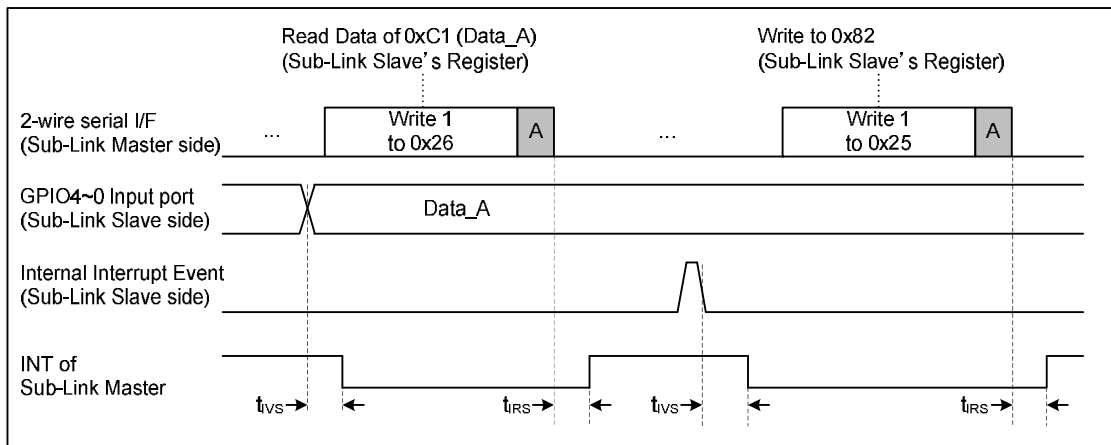 Read Data of 0xC1 (Data_A)
(Sub-Link Slave's Register)
Write to 0x82
(Sub-Link Slave's Register)
2-wire serial I/F
(Sub-Link Master side)
...
Write 1
to 0x26
A
...
Write 1
to 0x25
A
GPIO4~0 Input port
(Sub-Link Slave side)
Data_A
Internal Interrupt Event
(Sub-Link Slave side)
INT of
Sub-Link Master
tIVS
tIRS
tIVS
tIRS